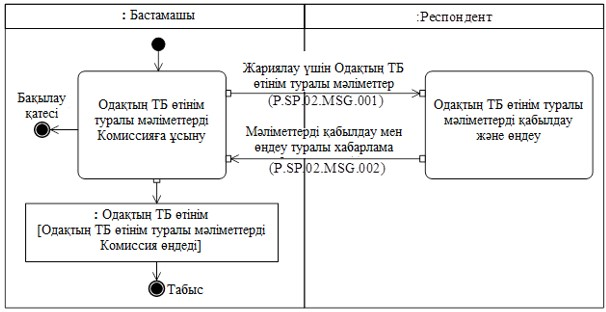 : Бастамашы
:Респондент
Бақылау
қатесі
Одақтың ТБ өтінім
туралы мәліметтерді
Комиссияға ұсыну
Жариялау үшін Одақтың ТБ
өтінім туралы мәліметтер
(P.SP.02.MSG.001)
Мәліметтерді қабылдау мен
өңдеу туралы хабарлама
(P.SP.02.MSG.002)
Одақтың ТБ өтінім туралы
мәліметтерді қабылдау
және өңдеу
: Одақтың ТБ өтінім
[Одақтың ТБ өтінім туралы мәліметтерді
Комиссия өңдеді]
Табыс